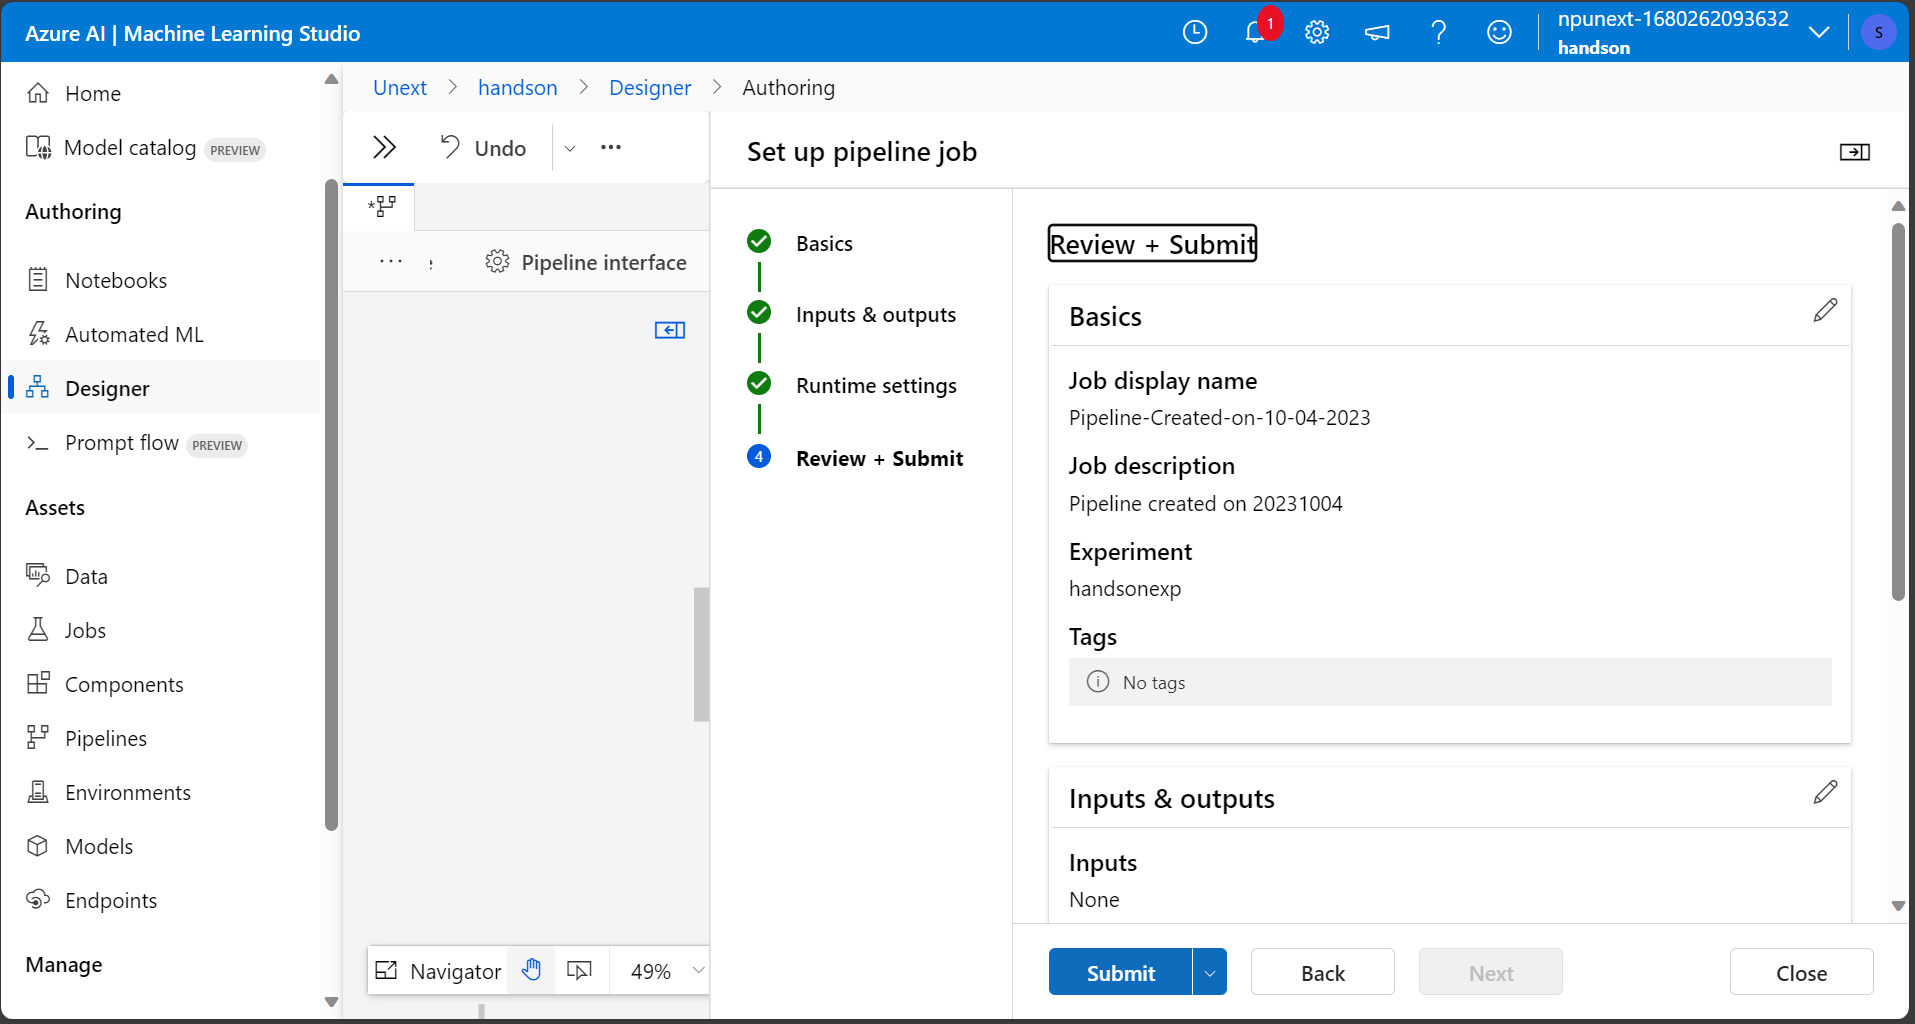 Azure AI | Machine Learning Studio
1
npunext-1680262093632
handson
S
Home
Model catalog PREVIEW
Authoring
Notebooks
Automated ML
Designer
Prompt flow PREVIEW
Assets
Data
Jobs
Components
Pipelines
Environments
Models
Endpoints
Manage
Unext > handson > Designer > Authoring
Undo
Pipeline interface
Navigator
49%
Set up pipeline job
Basics
Inputs & outputs
Runtime settings
4 Review + Submit
Review + Submit
Basics
Job display name
Pipeline-Created-on-10-04-2023
Job description
Pipeline created on 20231004
Experiment
handsonexp
Tags
No tags
Inputs & outputs
Inputs
None
Submit
Back
Next
Close